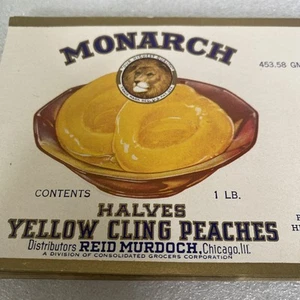 MONARCH
453.58 GM
CONTENTS 1 LB.
HALVES
YELLOW CLING PEACHES
Distributors REID MURDOCH, Chicago, Ill.
A DIVISION OF CONSOLIDATED GROCERS CORPORATION